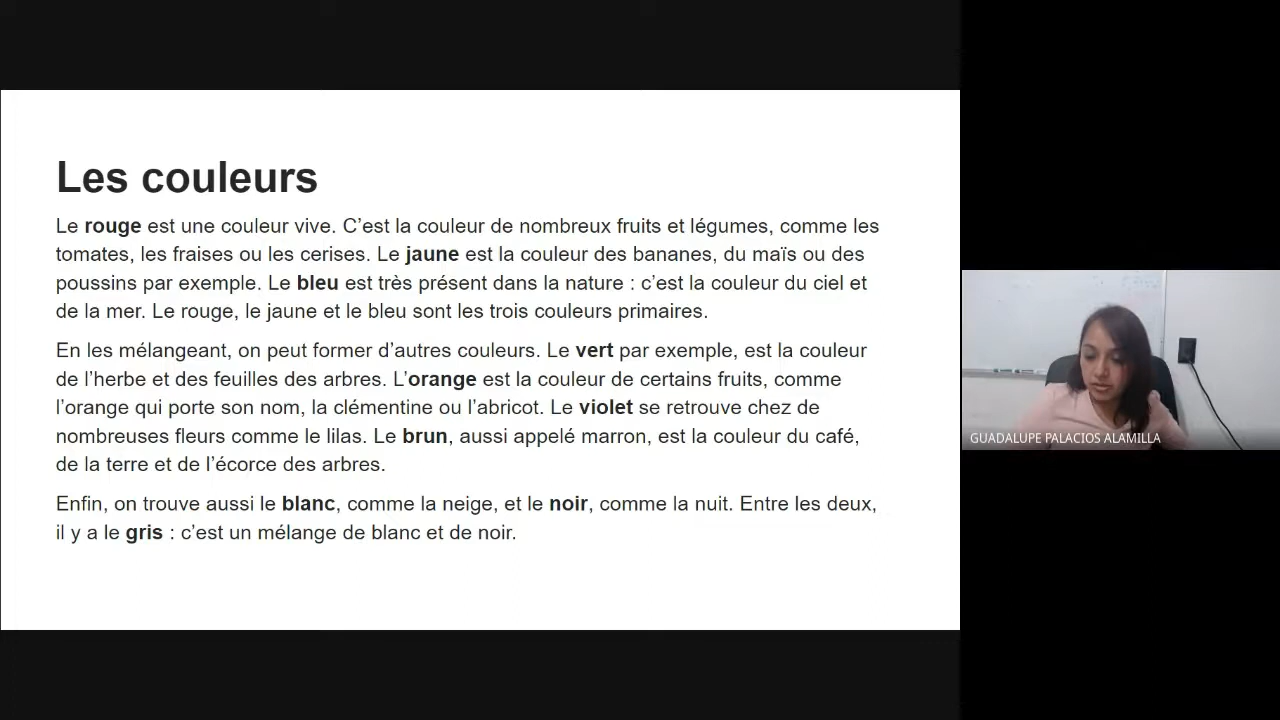 Les couleurs
Le rouge est une couleur vive. C’est la couleur de nombreux fruits et légumes, comme les
tomates, les fraises ou les cerises. Le jaune est la couleur des bananes, du maïs ou des
poussins par exemple. Le bleu est très présent dans la nature : c’est la couleur du ciel et
de la mer. Le rouge, le jaune et le bleu sont les trois couleurs primaires.
En les mélangeant, on peut former d’autres couleurs. Le vert par exemple, est la couleur
de l’herbe et des feuilles des arbres. L’orange est la couleur de certains fruits, comme
l’orange qui porte son nom, la clémentine ou l’abricot. Le violet se retrouve chez de
nombreuses fleurs comme le lilas. Le brun, aussi appelé marron, est la couleur du café,
de la terre et de l’écorce des arbres.
Enfin, on trouve aussi le blanc, comme la neige, et le noir, comme la nuit. Entre les deux,
il y a le gris : c’est un mélange de blanc et de noir.
GUADALUPE PALACIOS ALAMILLA